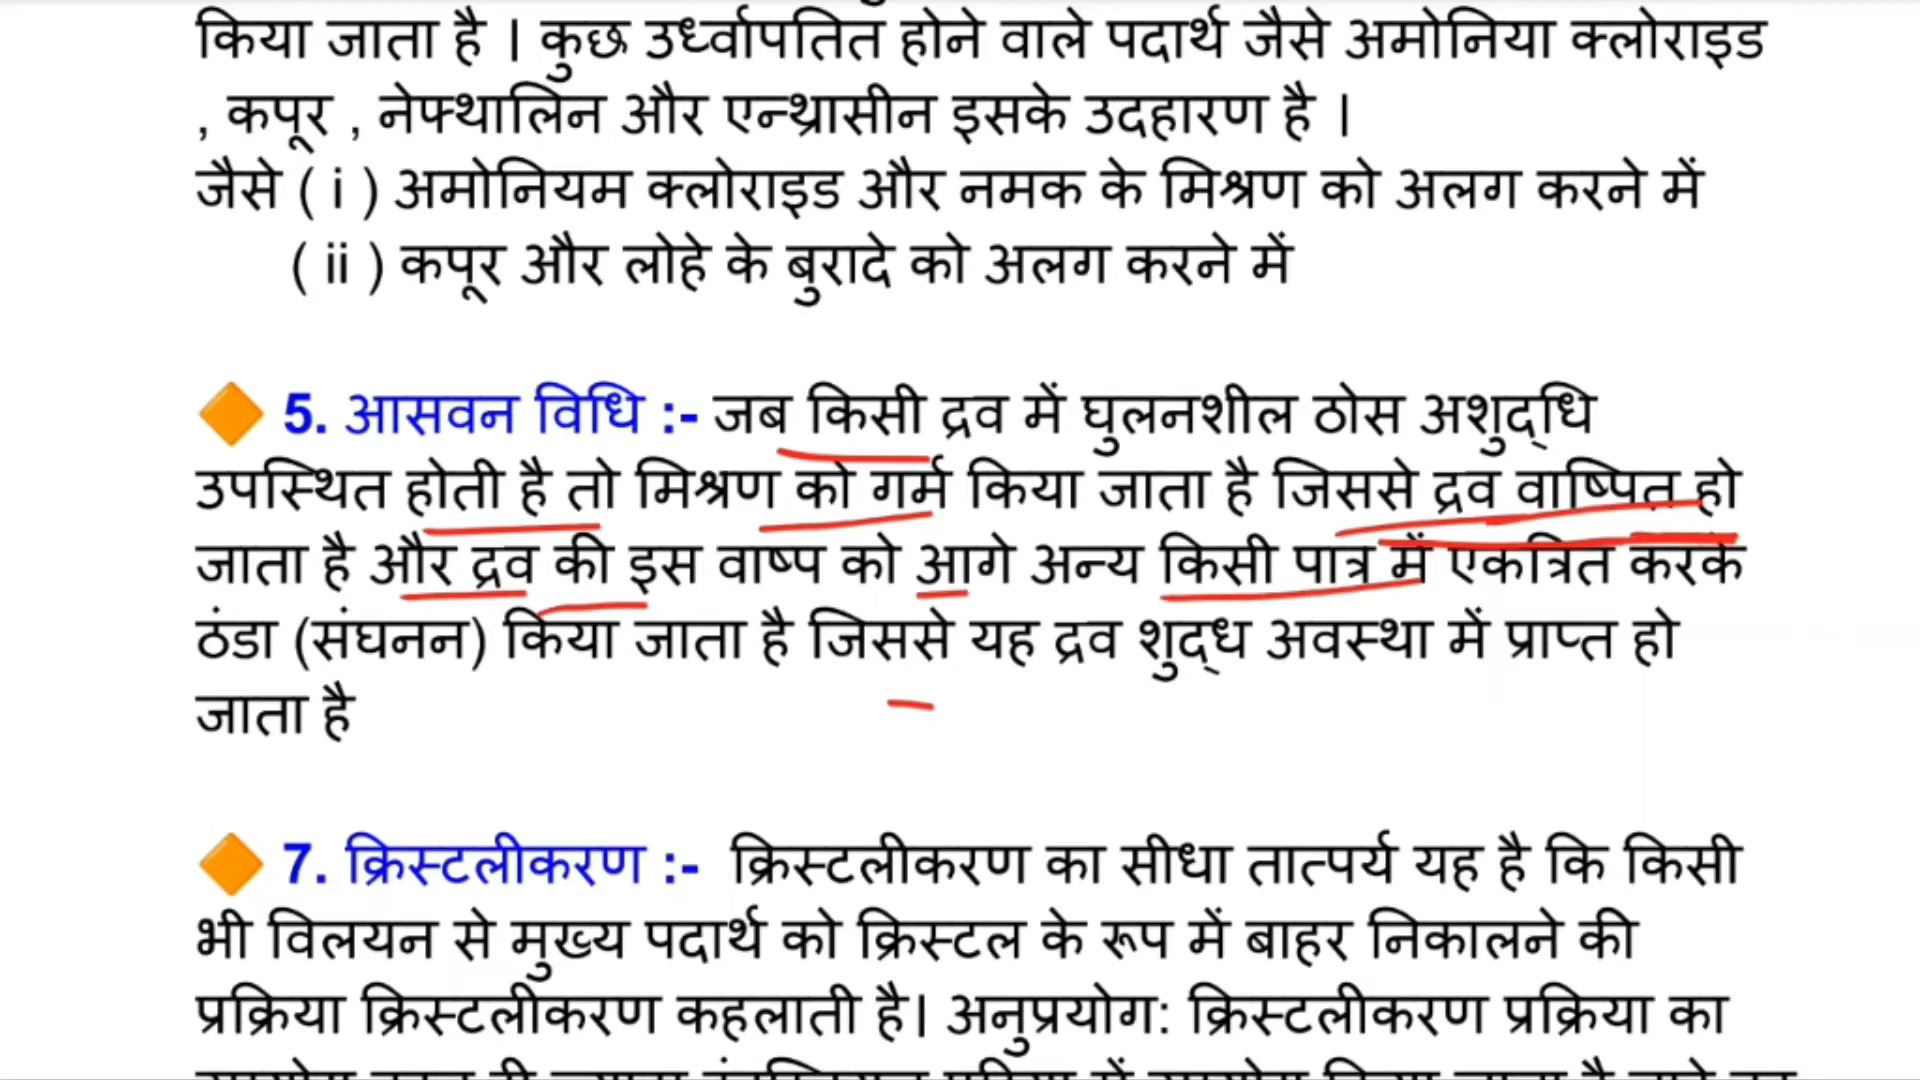 किया जाता है । कुछ उर्ध्वापतित होने वाले पदार्थ जैसे अमोनिया क्लोराइड
, कपूर , नेफ्थालिन और एन्थ्रासीन इसके उदहारण है ।
जैसे ( i ) अमोनियम क्लोराइड और नमक के मिश्रण को अलग करने में
( ii ) कपूर और लोहे के बुरादे को अलग करने में
5. आसवन विधि :- जब किसी द्रव में घुलनशील ठोस अशुद्धि
उपस्थित होती है तो मिश्रण को गर्म किया जाता है जिससे द्रव वाष्पित हो
जाता है और द्रव की इस वाष्प को आगे अन्य किसी पात्र में एकत्रित करके
ठंडा (संघनन) किया जाता है जिससे यह द्रव शुद्ध अवस्था में प्राप्त हो
जाता है
7. क्रिस्टलीकरण :- क्रिस्टलीकरण का सीधा तात्पर्य यह है कि किसी
भी विलयन से मुख्य पदार्थ को क्रिस्टल के रूप में बाहर निकालने की
प्रक्रिया क्रिस्टलीकरण कहलाती है। अनुप्रयोग: क्रिस्टलीकरण प्रक्रिया का